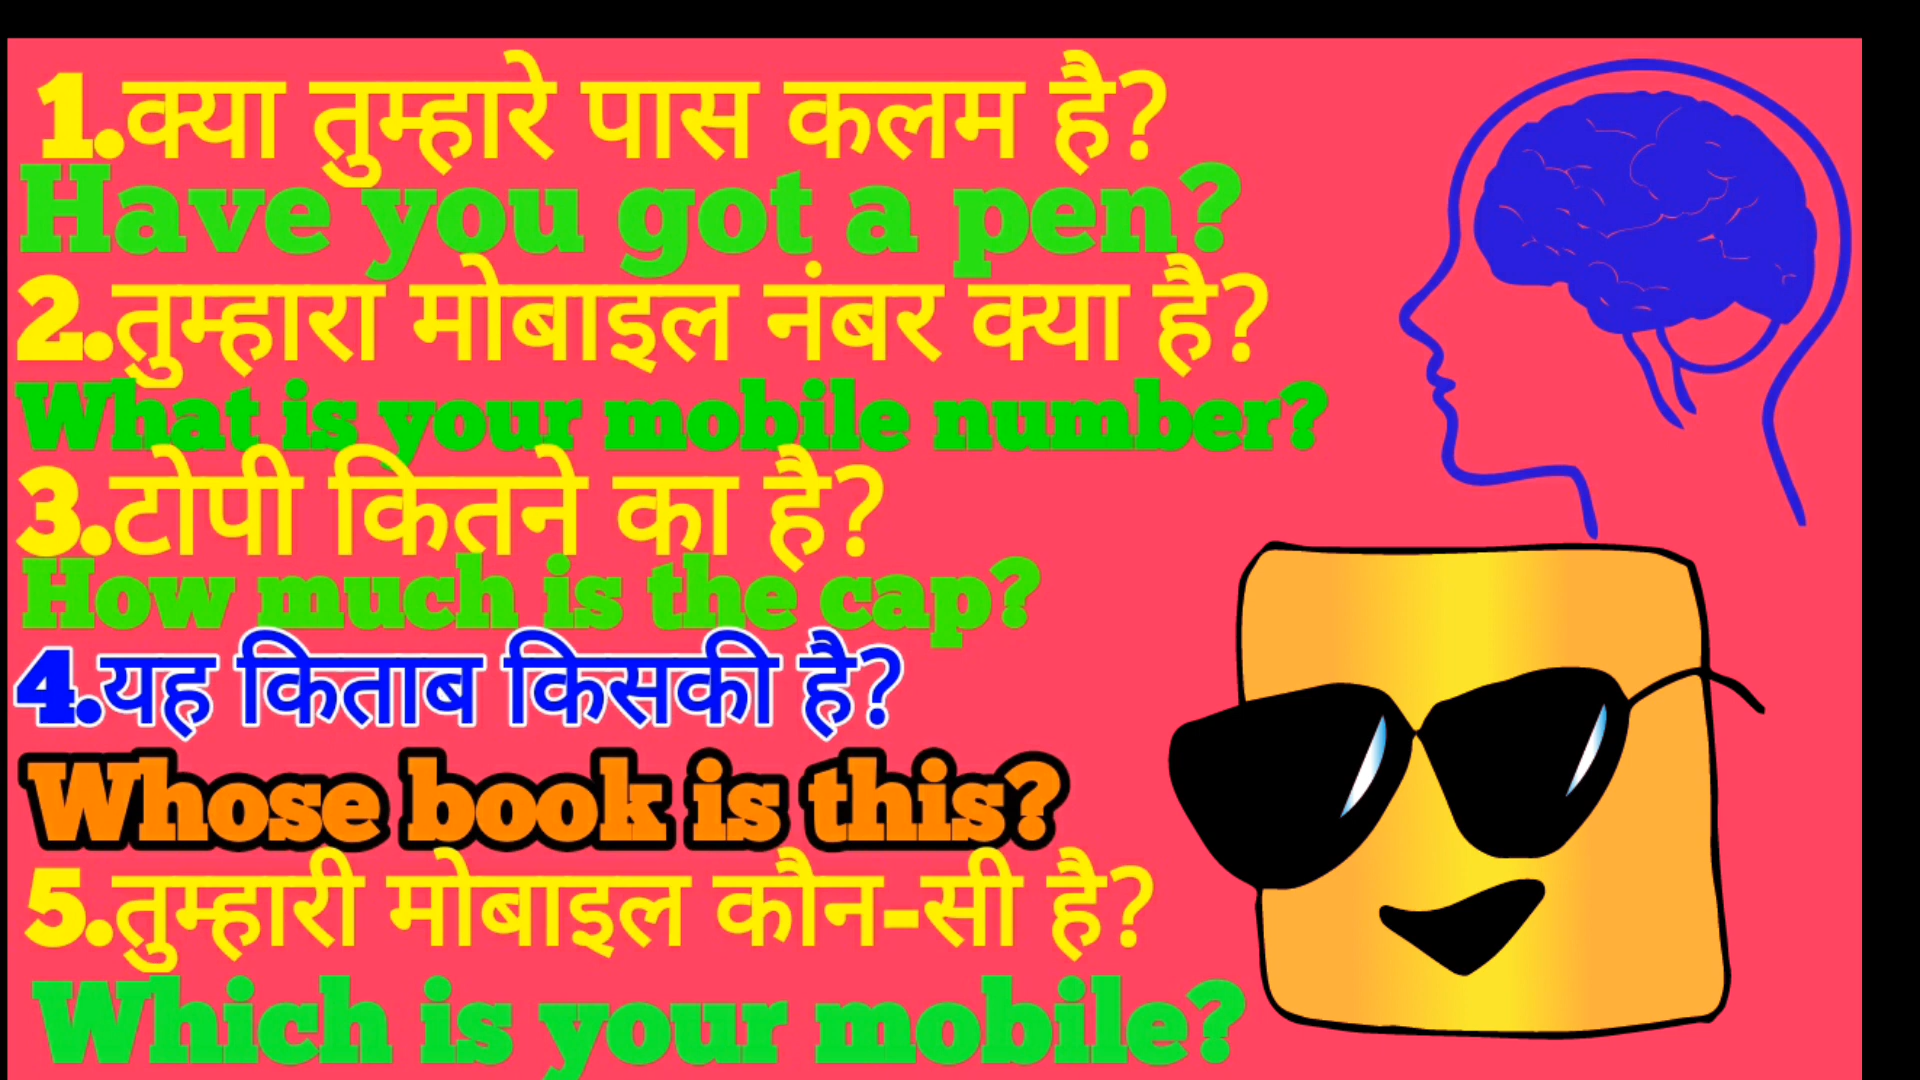 1.क्या तुम्हारे पास कलम है?
Have you got a pen?
2.तुम्हारा मोबाइल नंबर क्या है?
What is your mobile number?
3.टोपी कितने का है?
How much is the cap?
4.यह किताब किसकी है?
Whose book is this?
5.तुम्हारी मोबाइल कौन-सी है?
Which is your mobile?